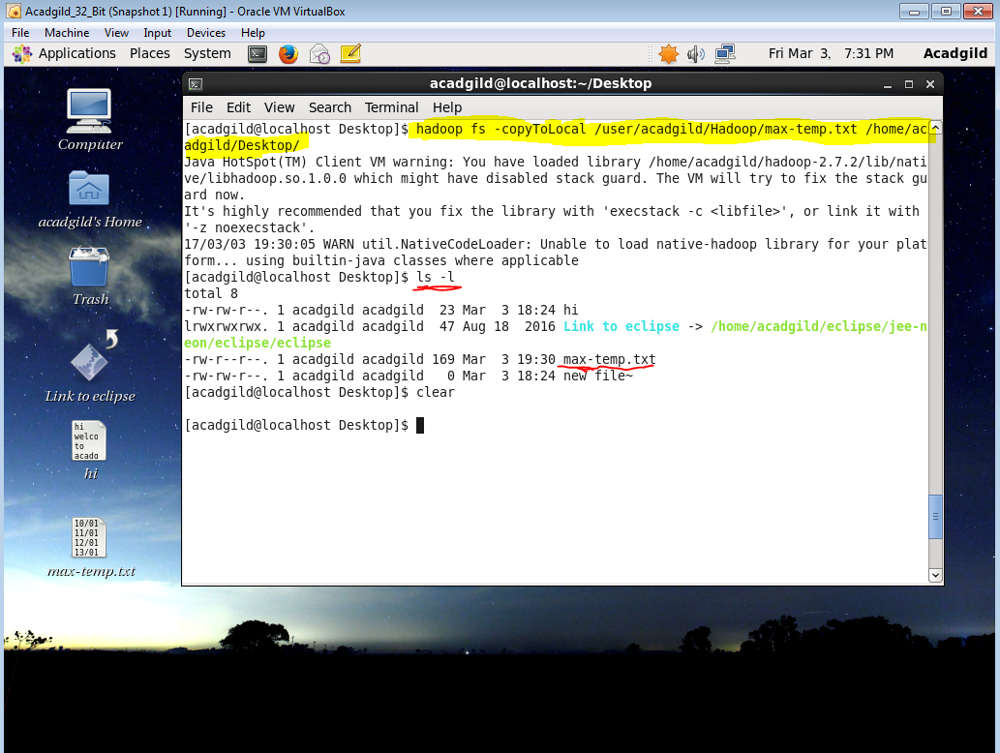 Acadgild_32_Bit (Snapshot 1) [Running] - Oracle VM VirtualBox
File Machine View Input Devices Help
Applications Places System Fri Mar 3, 7:31 PM Acadgild
Computer
acadgild's Home
Trash
Link to eclipse
hi
welco
to
acadg
hi
10/01
11/01
12/01
13/01
max-temp.txt
acadgild@localhost:~/Desktop
File Edit View Search Terminal Help
[acadgild@localhost Desktop]$ hadoop fs -copyToLocal /user/acadgild/Hadoop/max-temp.txt /home/ac
adgild/Desktop/
Java HotSpot(TM) Client VM warning: You have loaded library /home/acadgild/hadoop-2.7.2/lib/nati
ve/libhadoop.so.1.0.0 which might have disabled stack guard. The VM will try to fix the stack gu
ard now.
It's highly recommended that you fix the library with 'execstack -c <libfile>', or link it with
'-z noexecstack'.
17/03/03 19:30:05 WARN util.NativeCodeLoader: Unable to load native-hadoop library for your plat
form... using builtin-java classes where applicable
[acadgild@localhost Desktop]$ ls -l
total 8
-rw-rw-r--. 1 acadgild acadgild  23 Mar  3 18:24 hi
lrwxrwxrwx. 1 acadgild acadgild  47 Aug 18  2016 Link to eclipse -> /home/acadgild/eclipse/jee-n
eon/eclipse/eclipse
-rw-r--r--. 1 acadgild acadgild 169 Mar  3 19:30 max-temp.txt
-rw-rw-r--. 1 acadgild acadgild   0 Mar  3 18:24 new file~
[acadgild@localhost Desktop]$ clear
[acadgild@localhost Desktop]$